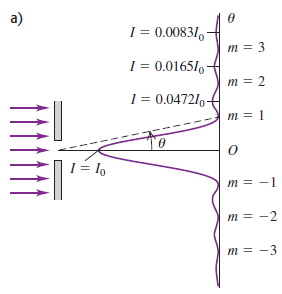 a)
θ
I = 0.0083I₀
m = 3
I = 0.0165I₀
m = 2
I = 0.0472I₀
m = 1
θ
O
I = I₀
m = −1
m = −2
m = −3